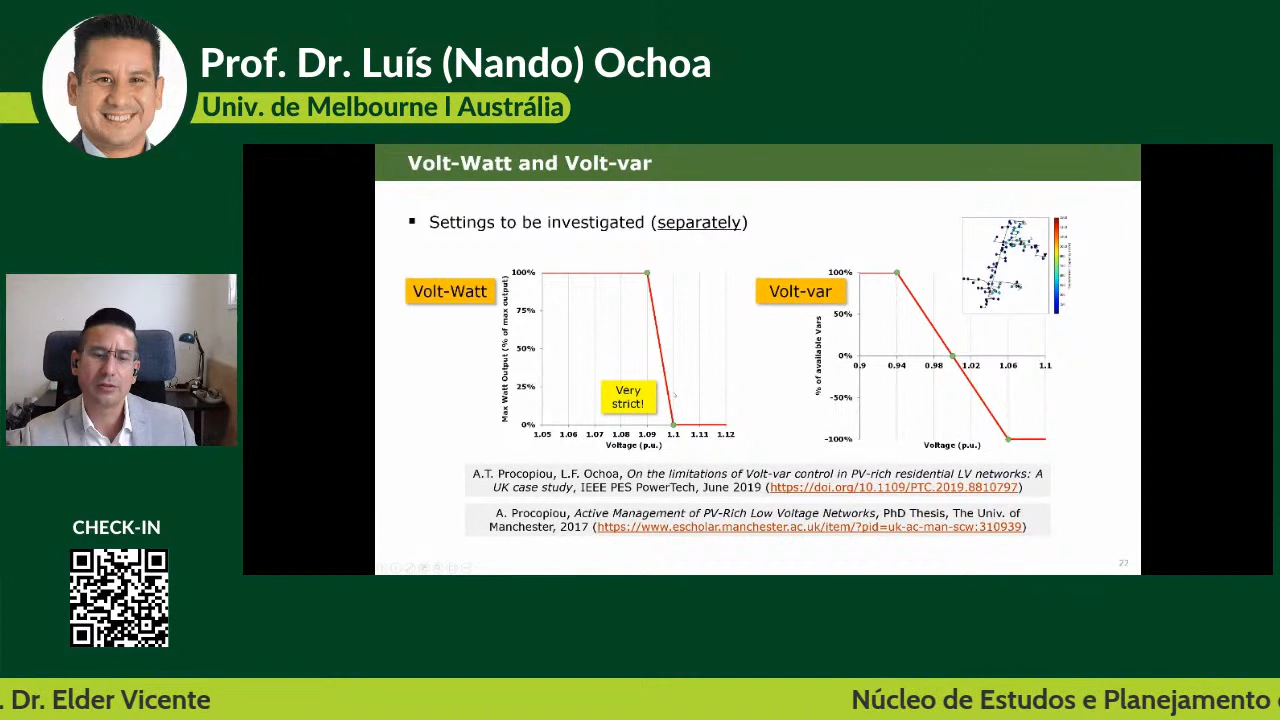 Prof. Dr. Luís (Nando) Ochoa
Univ. de Melbourne I Austrália
Volt-Watt and Volt-var
▪ Settings to be investigated (separately)
Volt-Watt
Max Watt Output (% of max output)
100%
75%
50%
25%
0%
Very
strict!
1.05 1.06 1.07 1.08 1.09 1.1 1.11 1.12
Voltage (p.u.)
Volt-var
% of available Vars
100%
50%
0%
-50%
-100%
0.9 0.94 0.98 1.02 1.06 1.1
Voltage (p.u.)
A.T. Procopiou, L.F. Ochoa, On the limitations of Volt-var control in PV-rich residential LV networks: A
UK case study, IEEE PES PowerTech, June 2019 (https://doi.org/10.1109/PTC.2019.8810797)
A. Procopiou, Active Management of PV-Rich Low Voltage Networks, PhD Thesis, The Univ. of
Manchester, 2017 (https://www.escholar.manchester.ac.uk/item/?pid=uk-ac-man-scw:310939)
27
CHECK-IN
. Dr. Elder Vicente
Núcleo de Estudos e Planejamento